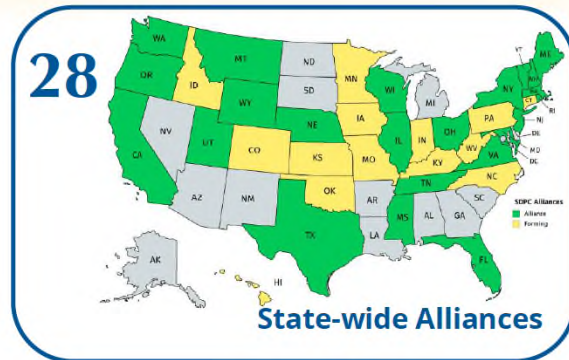 28
WA
OR
CA
NV
ID
MT
WY
UT
AZ
NM
CO
ND
SD
NE
KS
OK
TX
MN
IA
MO
AR
LA
WI
IL
MI
IN
OH
KY
TN
MS
AL
GA
FL
SC
NC
VA
WV
PA
NY
VT
NH
ME
CT
RI
NJ
DE
MD
DC
AK
HI
SDPC Alliances
Alliance
Forming
State-wide Alliances